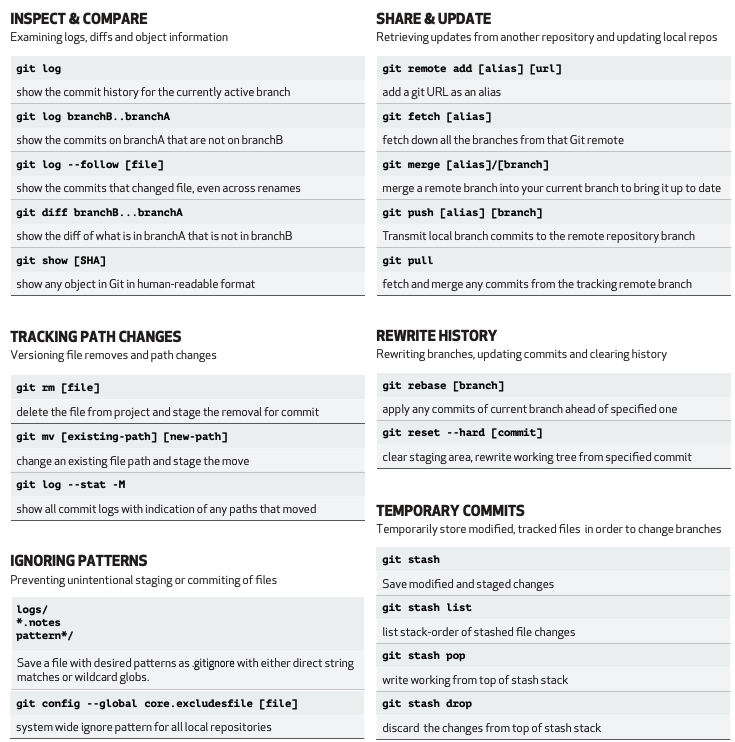 INSPECT & COMPARE
Examining logs, diffs and object information
git log
show the commit history for the currently active branch
git log branchB..branchA
show the commits on branchA that are not on branchB
git log --follow [file]
show the commits that changed file, even across renames
git diff branchB...branchA
show the diff of what is in branchA that is not in branchB
git show [SHA]
show any object in Git in human-readable format
TRACKING PATH CHANGES
Versioning file removes and path changes
git rm [file]
delete the file from project and stage the removal for commit
git mv [existing-path] [new-path]
change an existing file path and stage the move
git log --stat -M
show all commit logs with indication of any paths that moved
IGNORING PATTERNS
Preventing unintentional staging or commiting of files
logs/
*.notes
pattern*/
Save a file with desired patterns as .gitignore with either direct string
matches or wildcard globs.
git config --global core.excludesfile [file]
system wide ignore pattern for all local repositories
SHARE & UPDATE
Retrieving updates from another repository and updating local repos
git remote add [alias] [url]
add a git URL as an alias
git fetch [alias]
fetch down all the branches from that Git remote
git merge [alias]/[branch]
merge a remote branch into your current branch to bring it up to date
git push [alias] [branch]
Transmit local branch commits to the remote repository branch
git pull
fetch and merge any commits from the tracking remote branch
REWRITE HISTORY
Rewriting branches, updating commits and clearing history
git rebase [branch]
apply any commits of current branch ahead of specified one
git reset --hard [commit]
clear staging area, rewrite working tree from specified commit
TEMPORARY COMMITS
Temporarily store modified, tracked files in order to change branches
git stash
Save modified and staged changes
git stash list
list stack-order of stashed file changes
git stash pop
write working from top of stash stack
git stash drop
discard the changes from top of stash stack